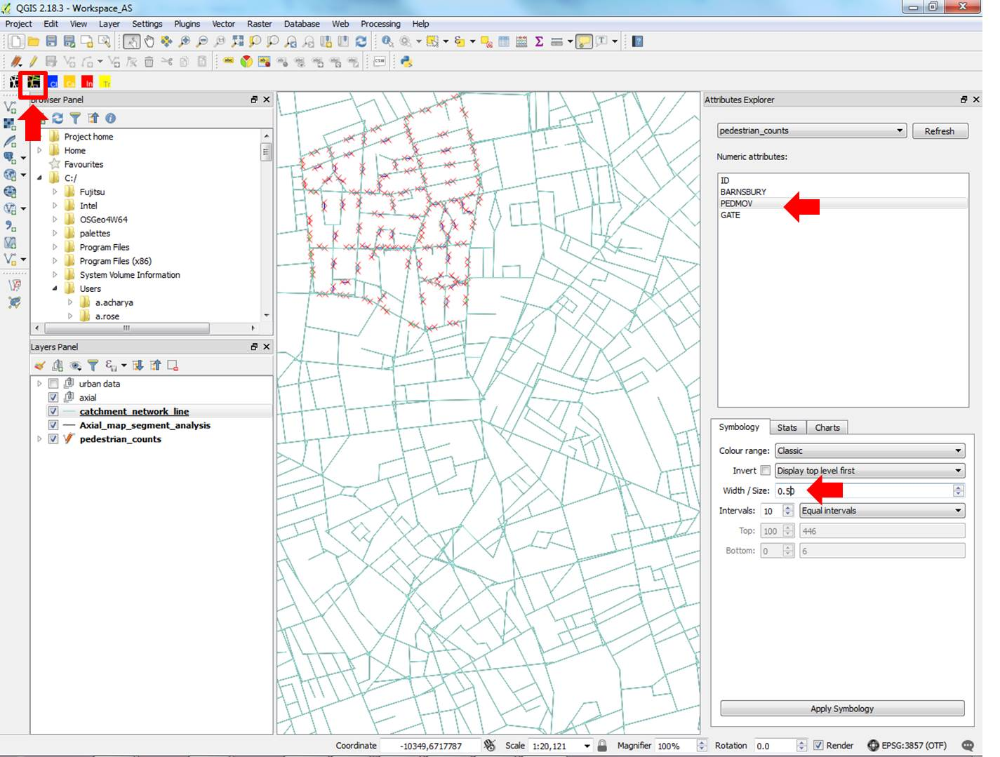 QGIS 2.18.3 - Workspace_AS
Project Edit View Layer Settings Plugins Vector Raster Database Web Processing Help
CSW
Cl In Tr
Browser Panel
Project home
Home
Favourites
C:/
Fujitsu
Intel
OSGeo4W64
palettes
Program Files
Program Files (x86)
System Volume Information
Users
a.acharya
a.rose
Layers Panel
urban data
axial
catchment_network_line
Axial_map_segment_analysis
pedestrian_counts
Attributes Explorer
pedestrian_counts Refresh
Numeric attributes:
ID
BARNSBURY
PEDMOV
GATE
Symbology Stats Charts
Colour range: Classic
Invert Display top level first
Width / Size: 0.50
Intervals: 10 Equal intervals
Top: 100 446
Bottom: 0 6
Apply Symbology
Coordinate -10349,6717787 Scale 1:20,121 Magnifier 100% Rotation 0.0 Render EPSG:3857 (OTF)